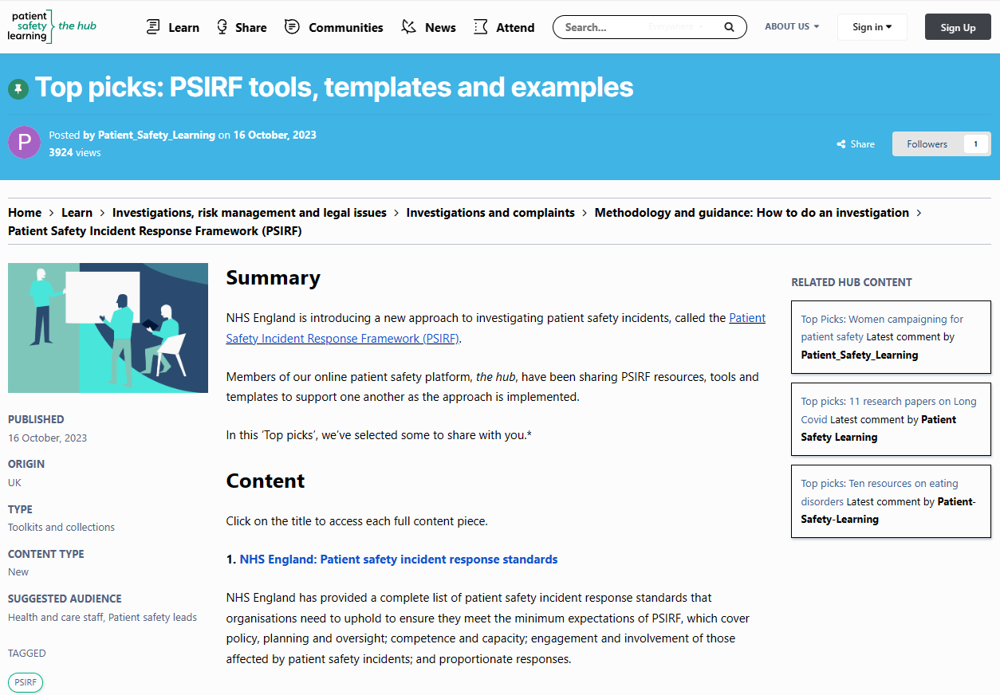 patient
safety
learning
the hub
Learn
Share
Communities
News
Attend
Search...
Everywhere
ABOUT US
Sign in
Sign Up
Top picks: PSIRF tools, templates and examples
P
Posted by Patient_Safety_Learning on 16 October, 2023
3924 views
Share
Followers
1
Home > Learn > Investigations, risk management and legal issues > Investigations and complaints > Methodology and guidance: How to do an investigation >
Patient Safety Incident Response Framework (PSIRF)
PUBLISHED
16 October, 2023
ORIGIN
UK
TYPE
Toolkits and collections
CONTENT TYPE
New
SUGGESTED AUDIENCE
Health and care staff, Patient safety leads
TAGGED
PSIRF
Summary
NHS England is introducing a new approach to investigating patient safety incidents, called the Patient
Safety Incident Response Framework (PSIRF).
Members of our online patient safety platform, the hub, have been sharing PSIRF resources, tools and
templates to support one another as the approach is implemented.
In this ‘Top picks’, we’ve selected some to share with you.*
Content
Click on the title to access each full content piece.
1. NHS England: Patient safety incident response standards
NHS England has provided a complete list of patient safety incident response standards that
organisations need to uphold to ensure they meet the minimum expectations of PSIRF, which cover
policy, planning and oversight; competence and capacity; engagement and involvement of those
affected by patient safety incidents; and proportionate responses.
RELATED HUB CONTENT
Top Picks: Women campaigning for
patient safety Latest comment by
Patient_Safety_Learning
Top picks: 11 research papers on Long
Covid Latest comment by Patient
Safety Learning
Top picks: Ten resources on eating
disorders Latest comment by Patient-
Safety-Learning